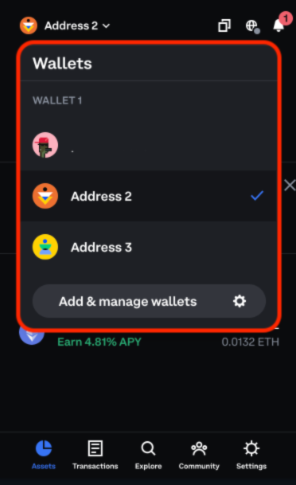 Address 2
1
Wallets
WALLET 1
.
Address 2
Address 3
Add & manage wallets
Earn 4.81% APY
0.0132 ETH
Assets
Transactions
Explore
Community
Settings